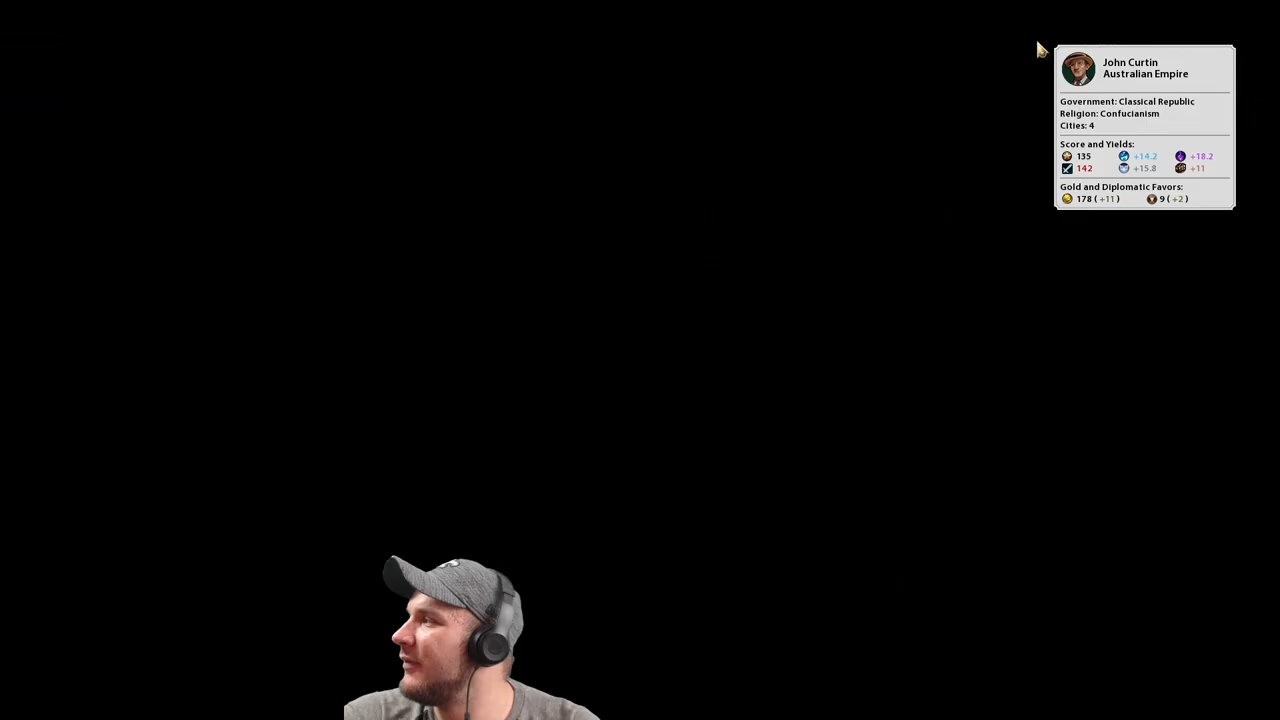 John Curtin
Australian Empire
Government: Classical Republic
Religion: Confucianism
Cities: 4
Score and Yields:
135 +14.2 +18.2
142 +15.8 +11
Gold and Diplomatic Favors:
178 ( +11 ) 9 ( +2 )